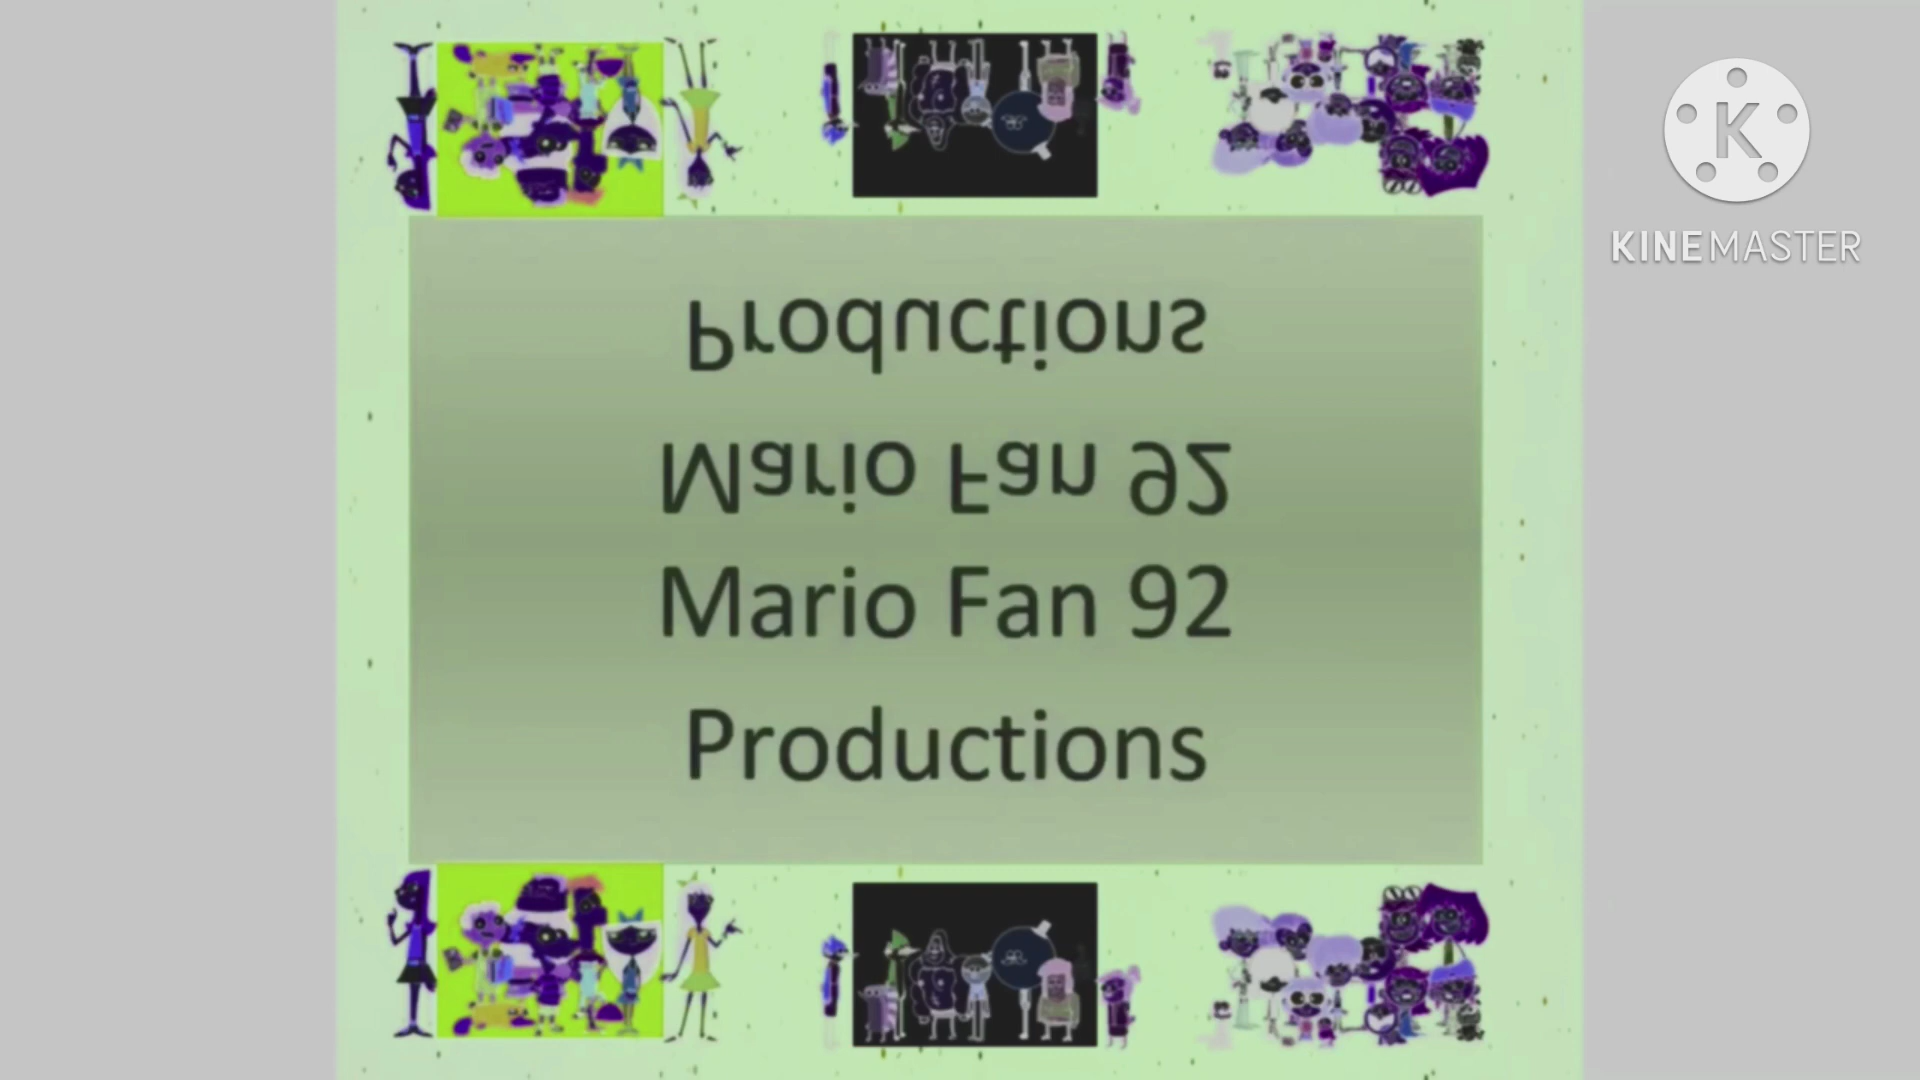 K
KINEMASTER
Productions
Mario Fan 92
Mario Fan 92
Productions